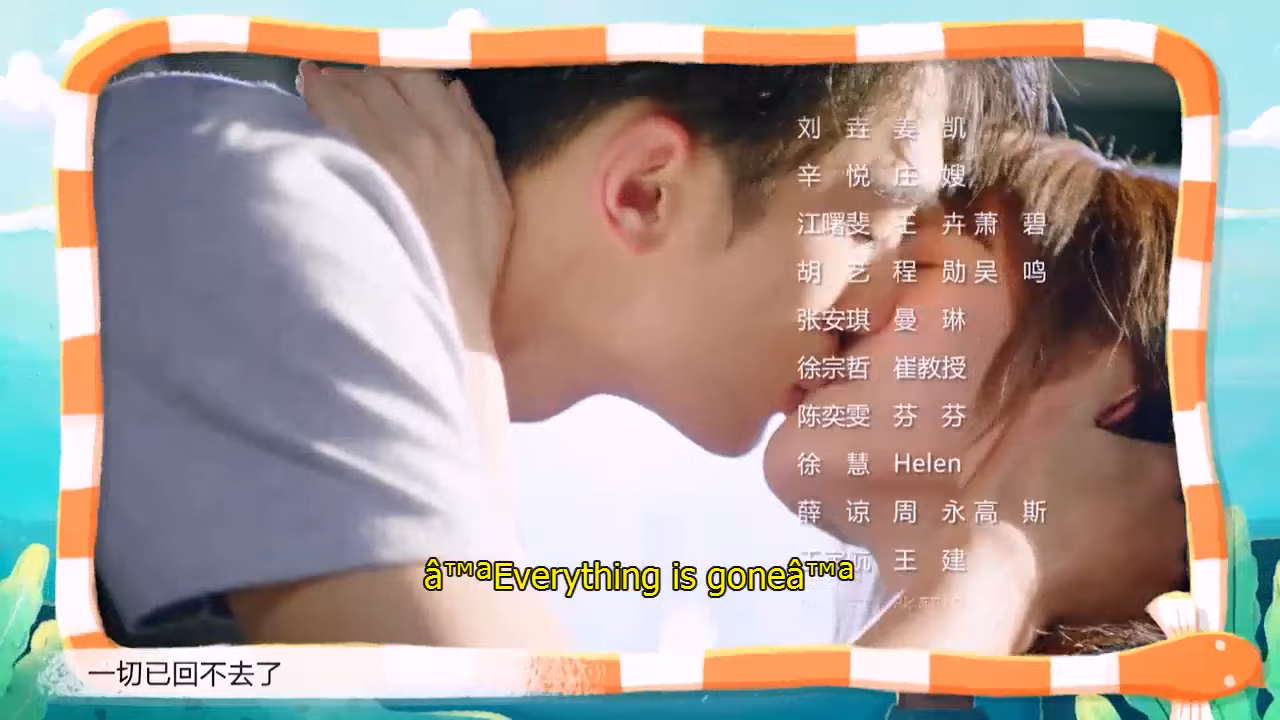 刘 垚 姜 凯
辛 悦 庄 嫂
江曙斐 王 卉 萧 碧
胡 艺 程 勋 吴 鸣
张安琪 曼 琳
徐宗哲 崔教授
陈奕雯 芬 芬
徐 慧 Helen
薛 谅 周 永 高 斯
王 建
â™ªEverything is goneâ™ª
一切已回不去了